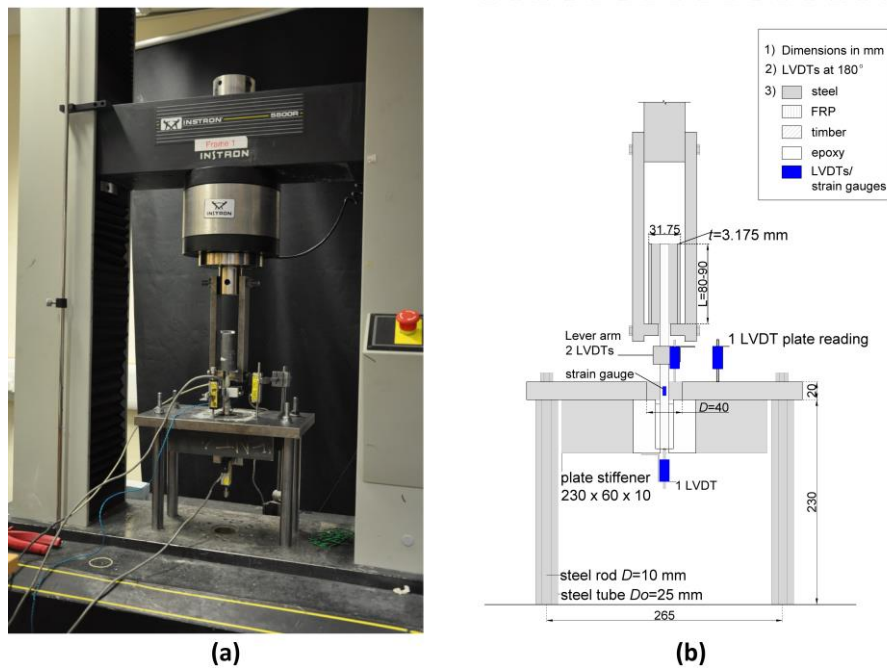 INSTRON
5600R
Frame 1
INSTRON
INSTRON
(a)
1) Dimensions in mm
2) LVDTs at 180°
3)
steel
FRP
timber
epoxy
LVDTs/
strain gauges
31.75
t=3.175 mm
L=80-90
Lever arm
2 LVDTs
1 LVDT plate reading
strain gauge
20
D=40
plate stiffener
230 x 60 x 10
1 LVDT
230
steel rod D=10 mm
steel tube Do=25 mm
265
(b)